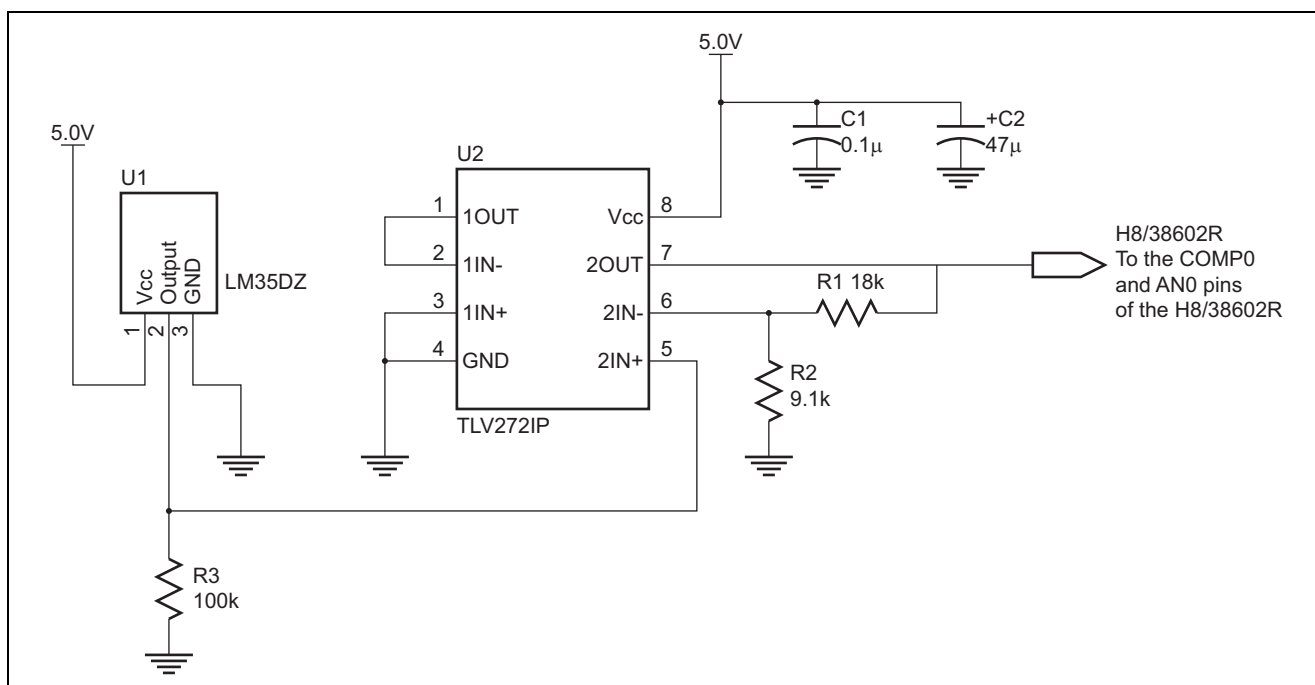 5.0V
U1
Vcc
Output
GND
1
2
3
LM35DZ
R3
100k
U2
1
2
3
4
1OUT
1IN-
1IN+
GND
Vcc
2OUT
2IN-
2IN+
8
7
6
5
TLV272IP
5.0V
C1
0.1μ
+C2
47μ
R1 18k
R2
9.1k
H8/38602R
To the COMP0
and AN0 pins
of the H8/38602R